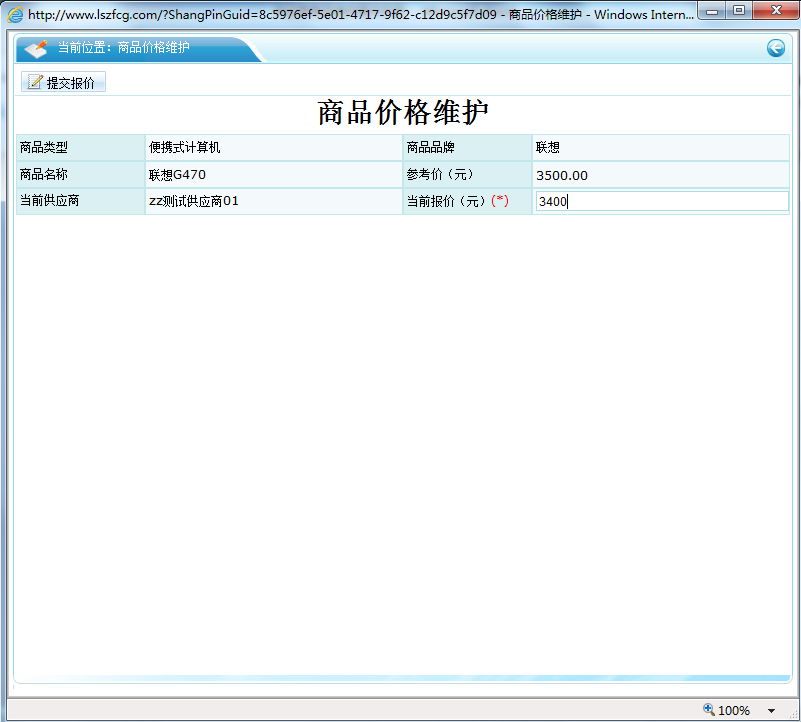 http://www.lszfcg.com/?ShangPinGuid=8c5976ef-5e01-4717-9f62-c12d9c5f7d09 - 商品价格维护 - Windows Intern...
当前位置：商品价格维护
提交报价
商品价格维护
商品类型 便携式计算机 商品品牌 联想
商品名称 联想G470 参考价（元） 3500.00
当前供应商 zz测试供应商01 当前报价（元）(*) 3400
100%